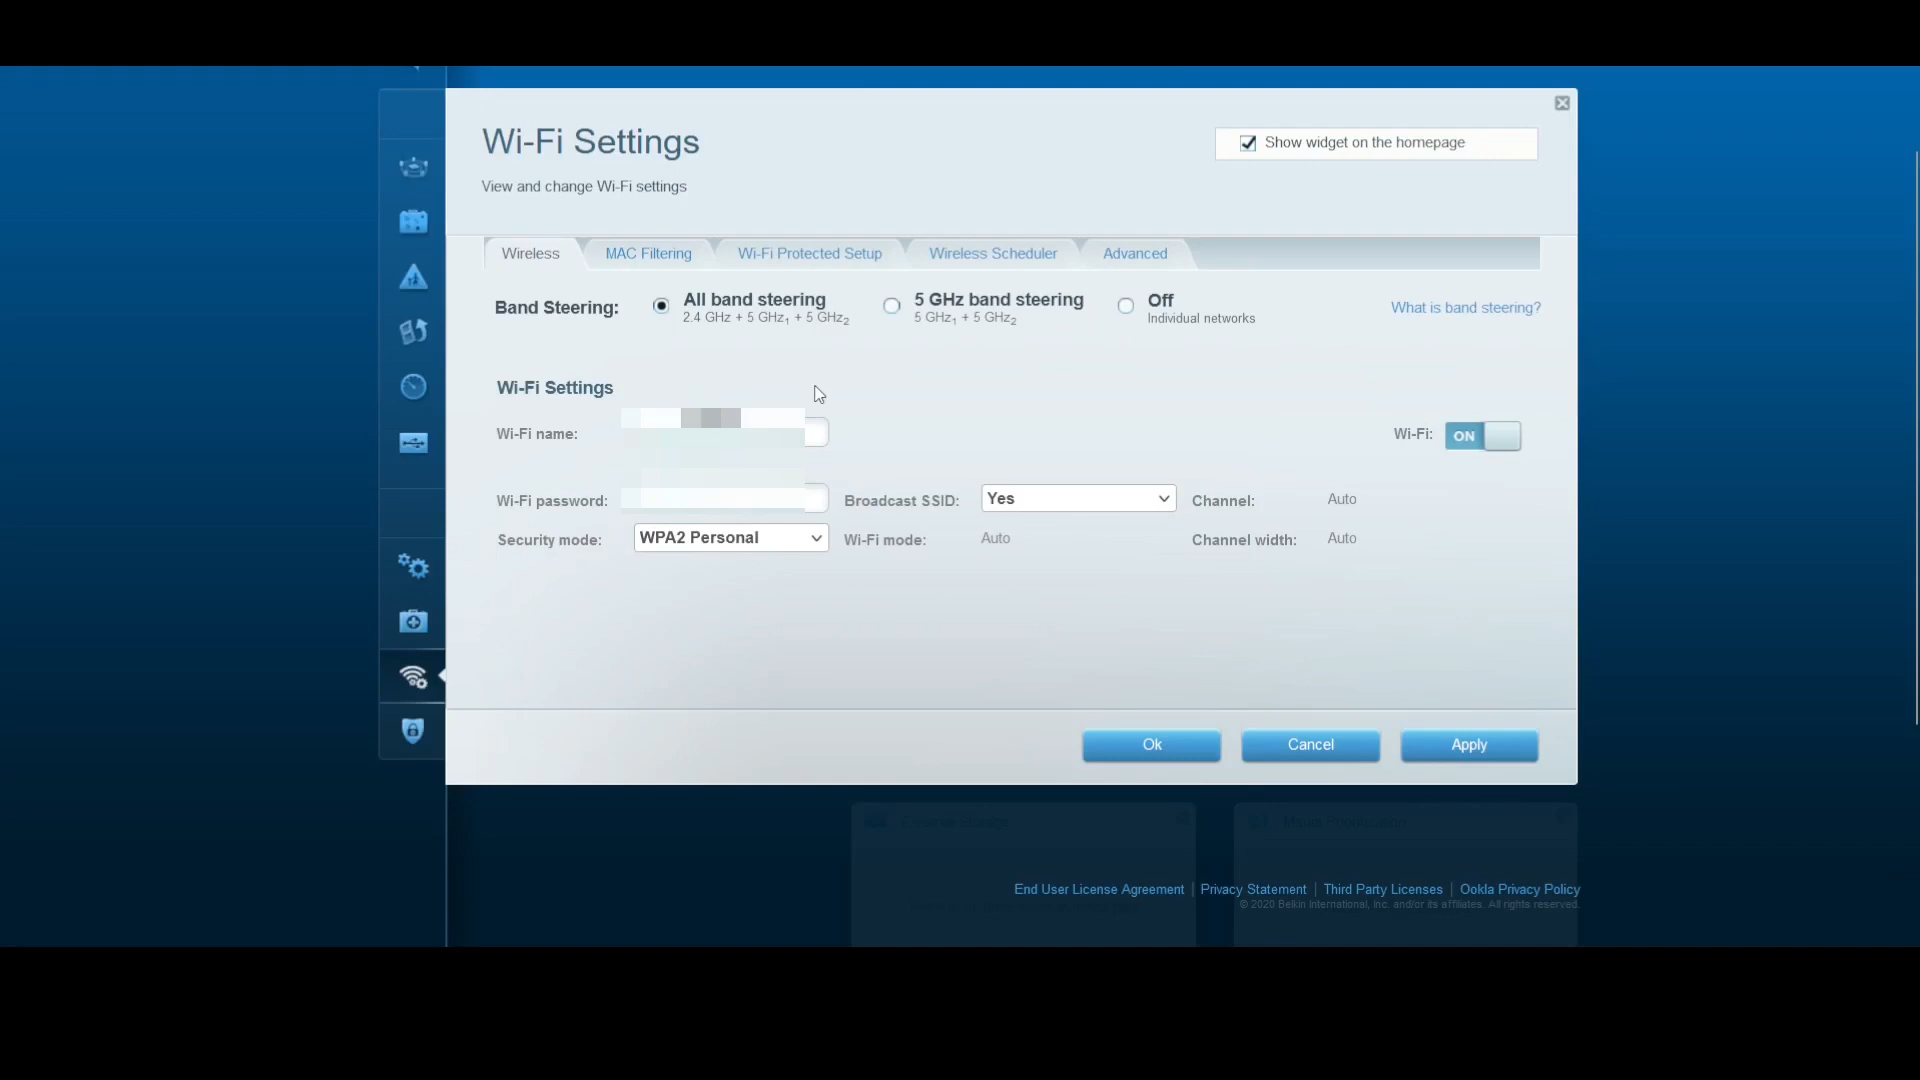 Wi-Fi Settings
Show widget on the homepage
View and change Wi-Fi settings
Wireless
MAC Filtering
Wi-Fi Protected Setup
Wireless Scheduler
Advanced
Band Steering:
All band steering
2.4 GHz + 5 GHz1 + 5 GHz2
5 GHz band steering
5 GHz1 + 5 GHz2
Off
Individual networks
What is band steering?
Wi-Fi Settings
Wi-Fi name:
Wi-Fi: ON
Wi-Fi password:
Broadcast SSID: Yes
Channel: Auto
Security mode: WPA2 Personal
Wi-Fi mode: Auto
Channel width: Auto
Ok
Cancel
Apply
External Storage
Media Prioritization
End User License Agreement | Privacy Statement | Third Party Licenses | Ookla Privacy Policy
© 2020 Belkin International, Inc. and/or its affiliates. All rights reserved.